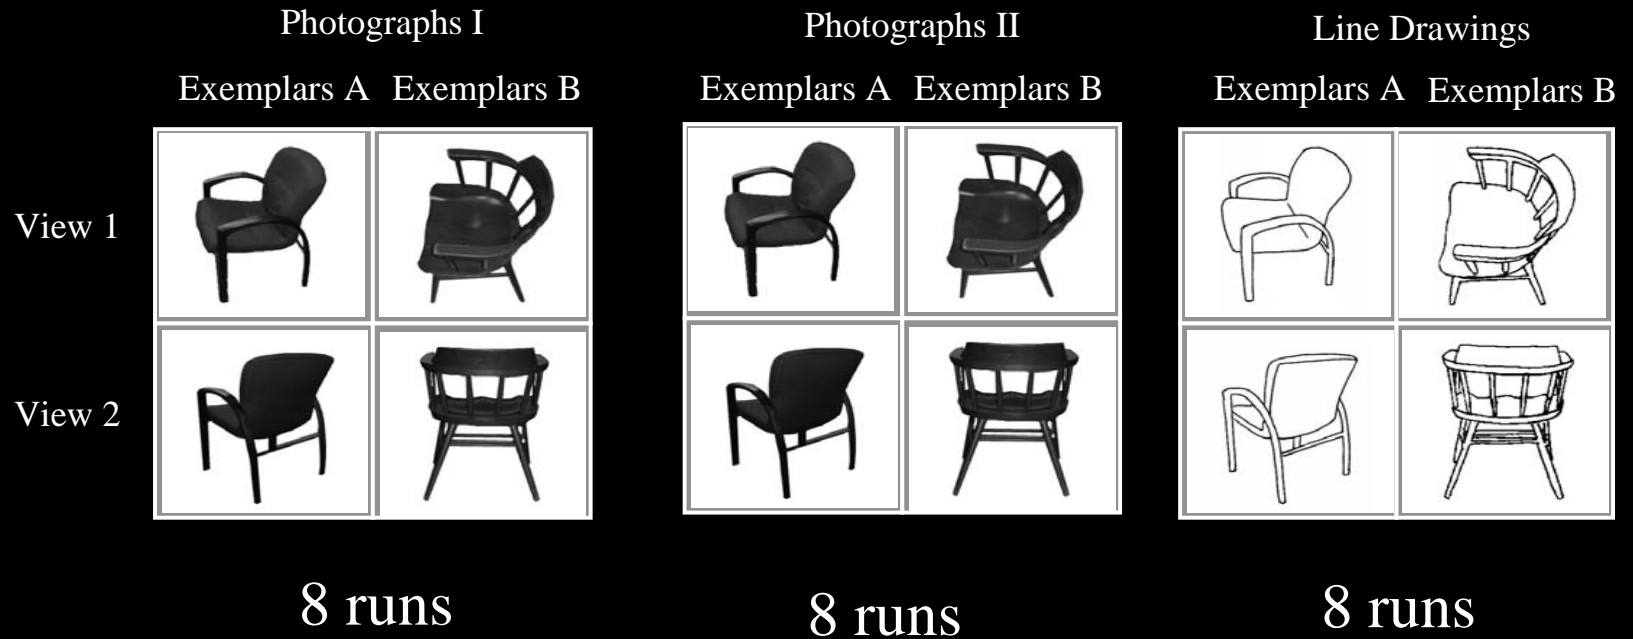 Photographs I
Photographs II
Line Drawings
Exemplars A Exemplars B
Exemplars A Exemplars B
Exemplars A Exemplars B
View 1
View 2
8 runs
8 runs
8 runs